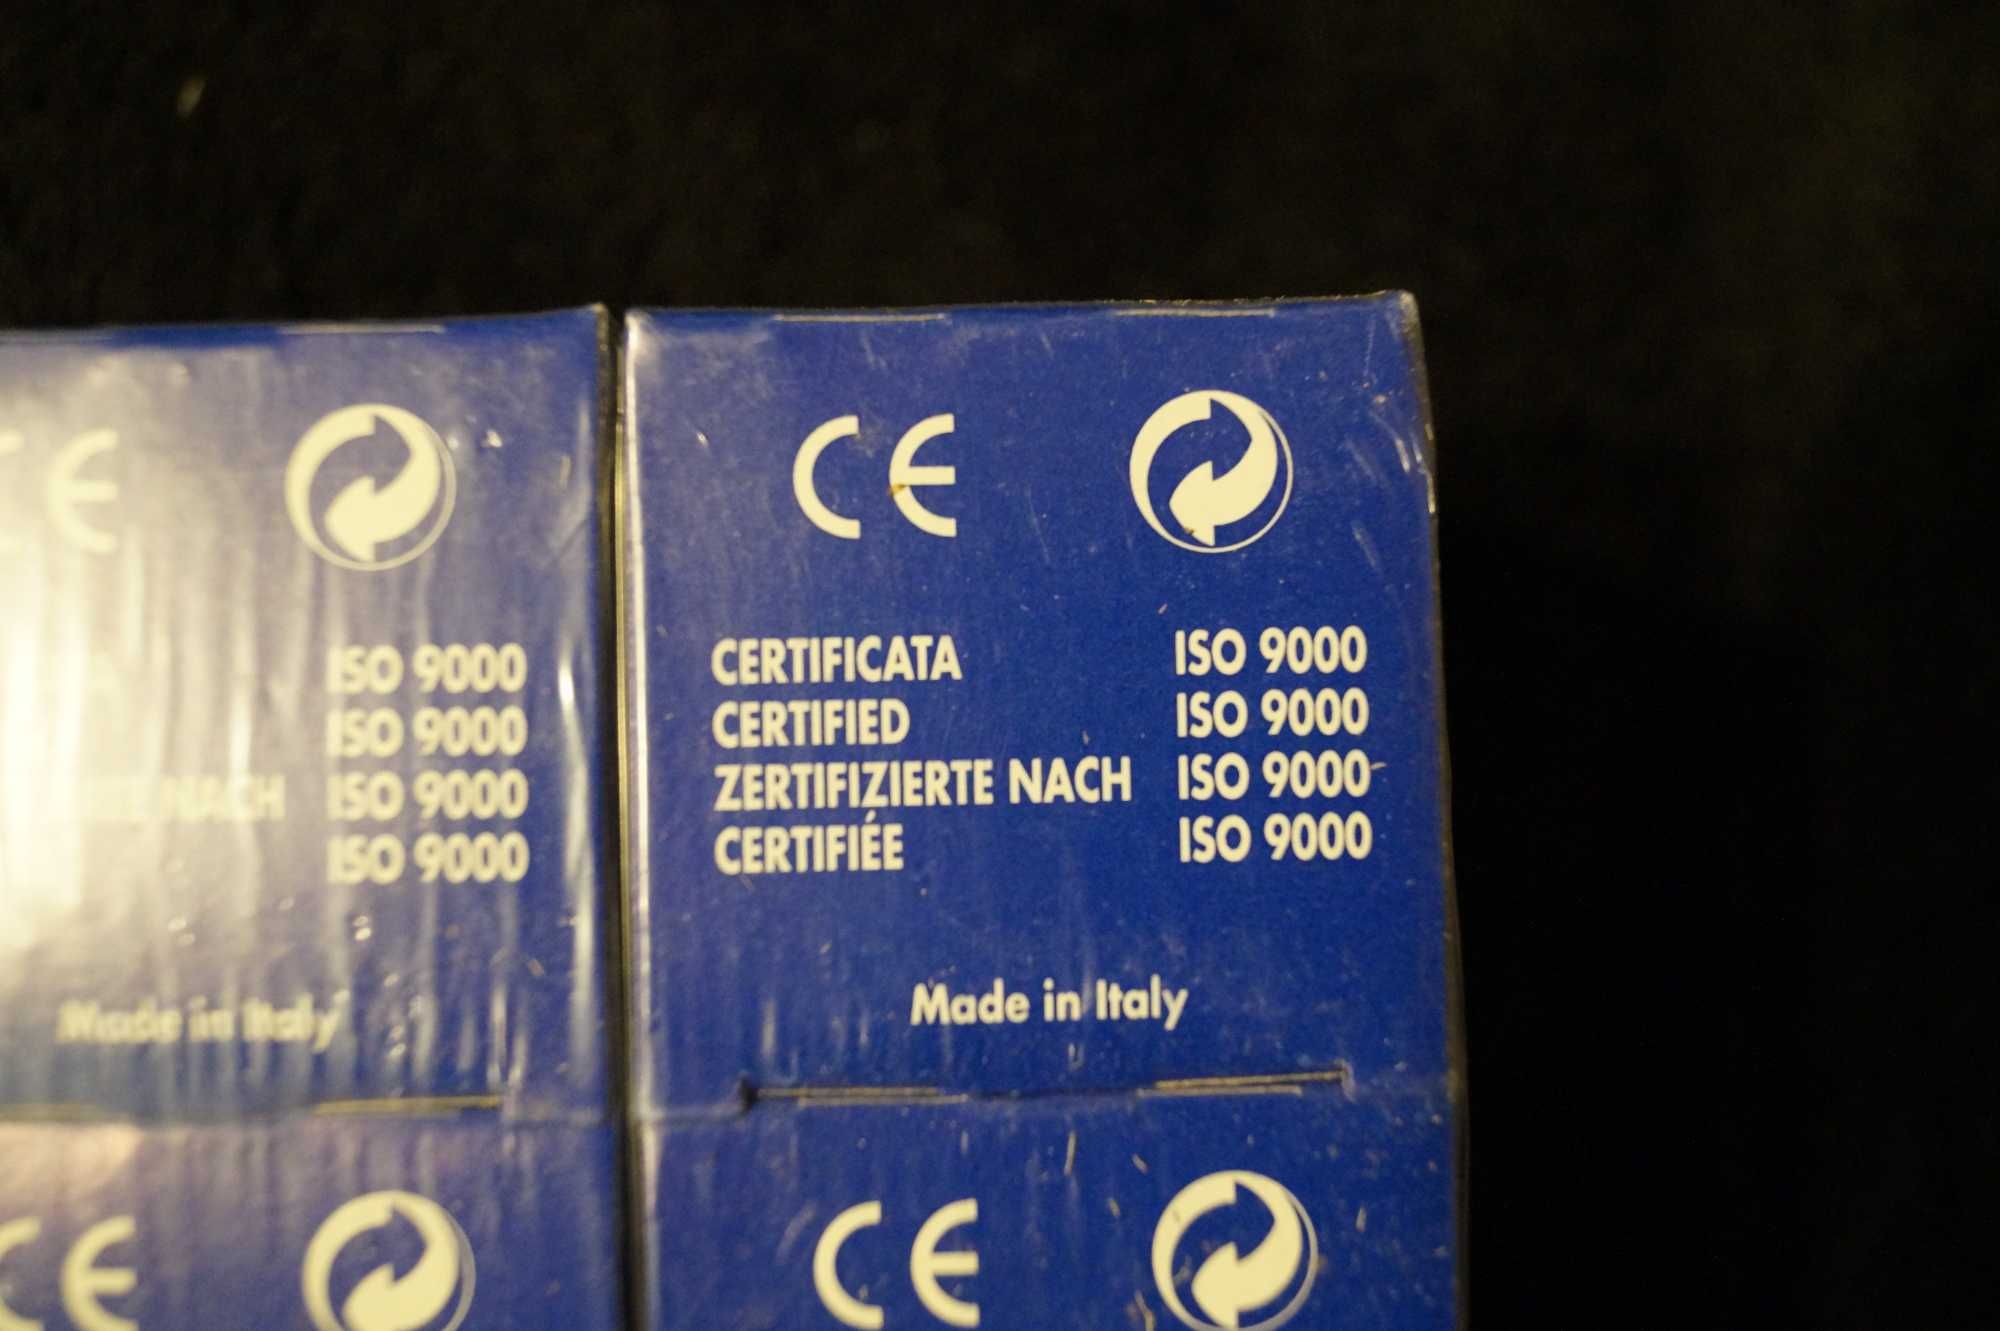 CE
CERTIFICATA ISO 9000
CERTIFIED ISO 9000
ZERTIFIZIERTE NACH ISO 9000
CERTIFIÉE ISO 9000
Made in Italy
CE
CE
ISO 9000
ISO 9000
NACH ISO 9000
ISO 9000
Made in Italy
CE